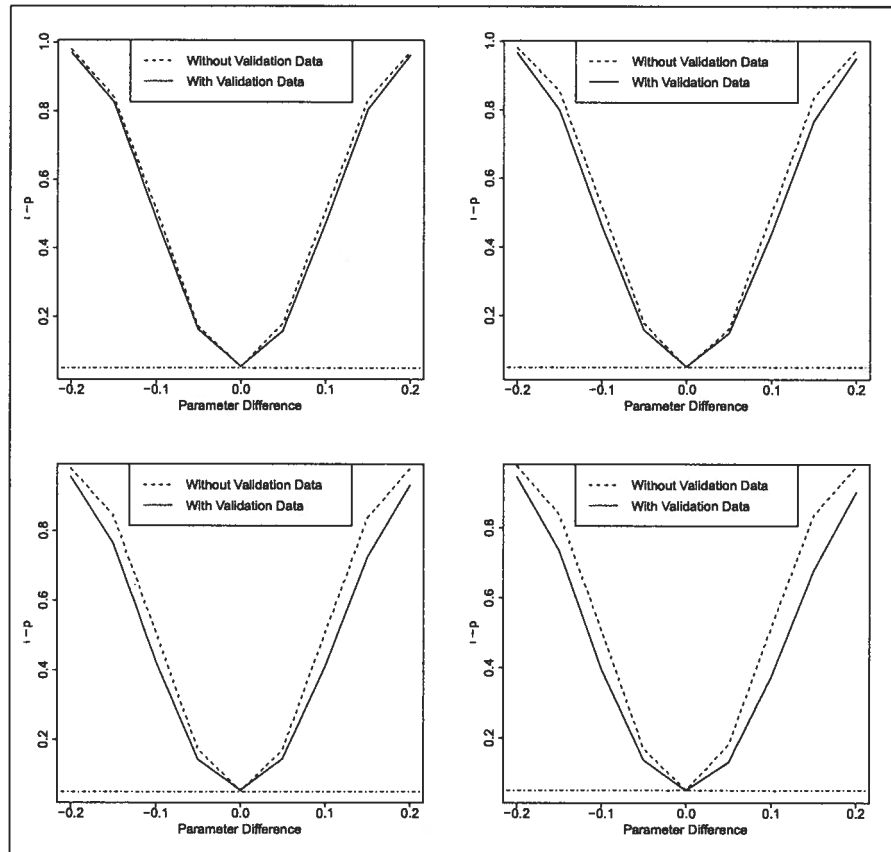 Without Validation Data
With Validation Data
1.0
0.8
0.6
0.4
0.2
-0.2 -0.1 0.0 0.1 0.2
Parameter Difference
Without Validation Data
With Validation Data
1.0
0.8
0.6
0.4
0.2
-0.2 -0.1 0.0 0.1 0.2
Parameter Difference
Without Validation Data
With Validation Data
0.8
0.6
0.4
0.2
-0.2 -0.1 0.0 0.1 0.2
Parameter Difference
Without Validation Data
With Validation Data
0.8
0.6
0.4
0.2
-0.2 -0.1 0.0 0.1 0.2
Parameter Difference